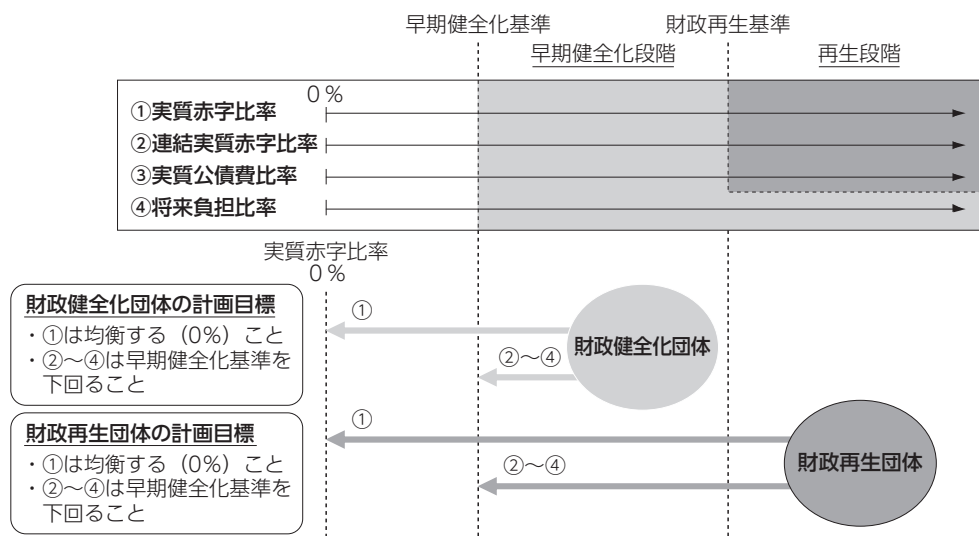 早期健全化基準 財政再生基準
早期健全化段階 再生段階
0%
①実質赤字比率
②連結実質赤字比率
③実質公債費比率
④将来負担比率
実質赤字比率
0%
財政健全化団体の計画目標
・①は均衡する（0%）こと
・②～④は早期健全化基準を
下回ること
①
②～④
財政健全化団体
財政再生団体の計画目標
・①は均衡する（0%）こと
・②～④は早期健全化基準を
下回ること
①
②～④
財政再生団体